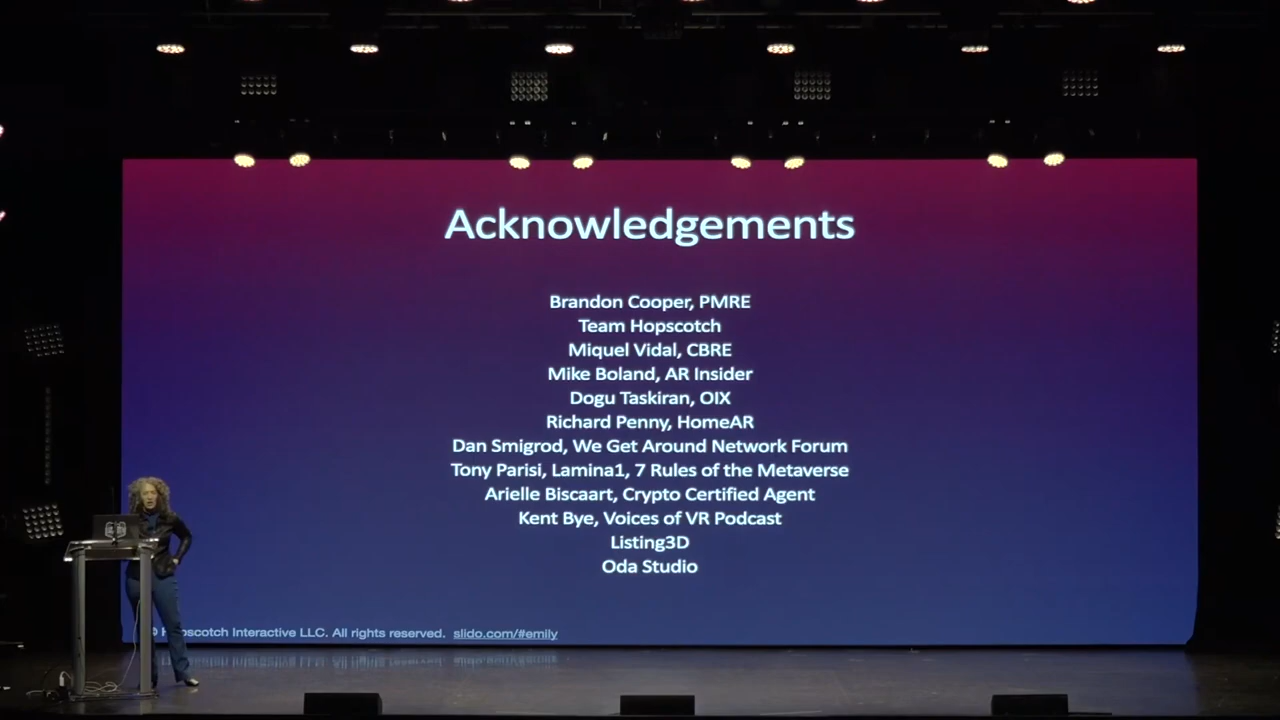 Acknowledgements
Brandon Cooper, PMRE
Team Hopscotch
Miquel Vidal, CBRE
Mike Boland, AR Insider
Dogu Taskiran, OIX
Richard Penny, HomeAR
Dan Smigrod, We Get Around Network Forum
Tony Parisi, Lamina1, 7 Rules of the Metaverse
Arielle Biscaart, Crypto Certified Agent
Kent Bye, Voices of VR Podcast
Listing3D
Oda Studio
© Hopscotch Interactive LLC. All rights reserved. slido.com/#emily